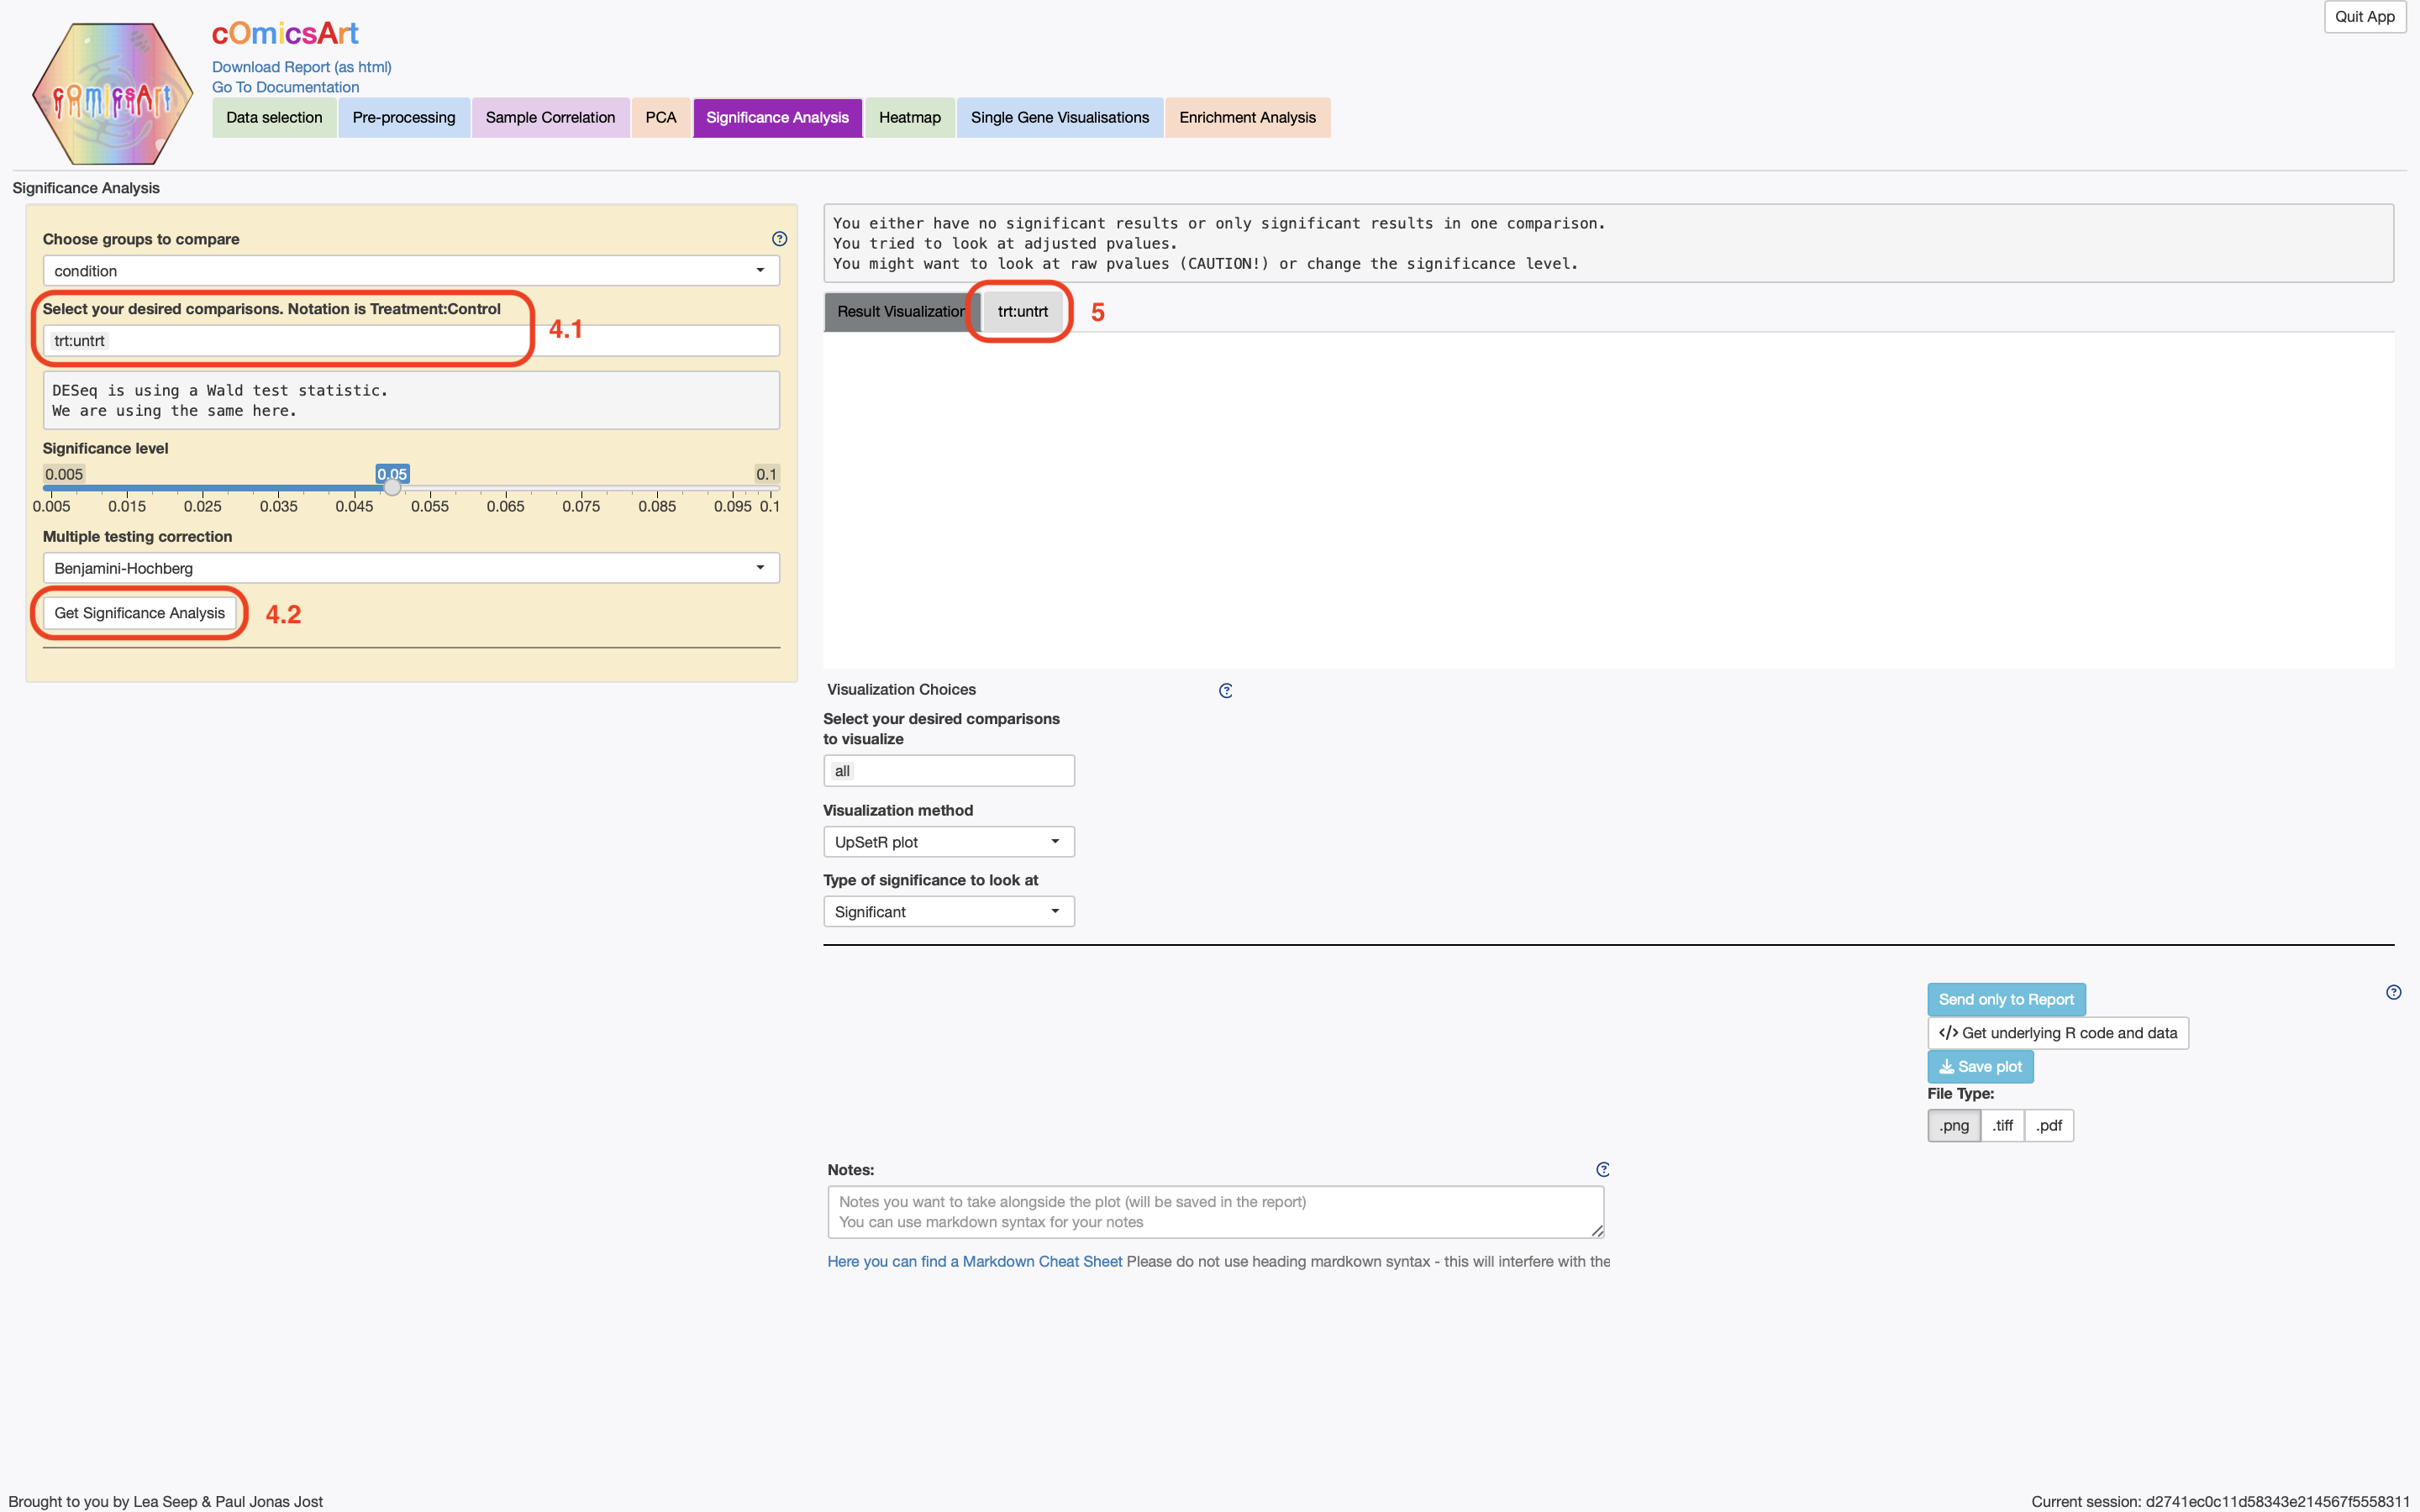 Quit App
cOmicsArt
cOmicsArt
Download Report (as html)
Go To Documentation
Data selection
Pre-processing
Sample Correlation
PCA
Significance Analysis
Heatmap
Single Gene Visualisations
Enrichment Analysis
Significance Analysis
Choose groups to compare
condition
Select your desired comparisons. Notation is Treatment:Control
trt:untrt
4.1
DESeq is using a Wald test statistic.
We are using the same here.
Significance level
0.005 0.05 0.1
0.005 0.015 0.025 0.035 0.045 0.055 0.065 0.075 0.085 0.095 0.1
Multiple testing correction
Benjamini-Hochberg
Get Significance Analysis
4.2
You either have no significant results or only significant results in one comparison.
You tried to look at adjusted pvalues.
You might want to look at raw pvalues (CAUTION!) or change the significance level.
Result Visualization
trt:untrt
5
Visualization Choices
Select your desired comparisons
to visualize
all
Visualization method
UpSetR plot
Type of significance to look at
Significant
Send only to Report
</> Get underlying R code and data
Save plot
File Type:
.png .tiff .pdf
Notes:
Notes you want to take alongside the plot (will be saved in the report)
You can use markdown syntax for your notes
Here you can find a Markdown Cheat Sheet Please do not use heading mardkown syntax - this will interfere with the
Brought to you by Lea Seep & Paul Jonas Jost
Current session: d2741ec0c11d58343e214567f5558311